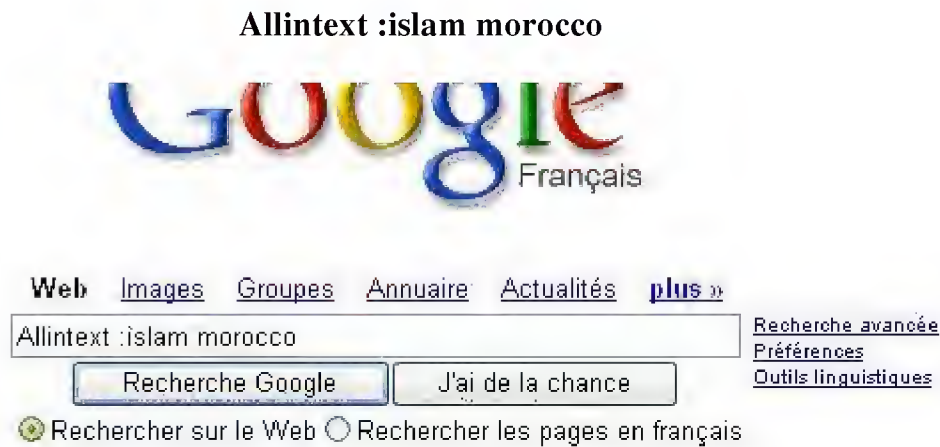 Allintext :islam morocco
Google
Français
Web Images Groupes Annuaire Actualités plus »
Allintext :islam morocco
Recherche avancée
Préférences
Outils linguistiques
Recherche Google J'ai de la chance
Rechercher sur le Web Rechercher les pages en français